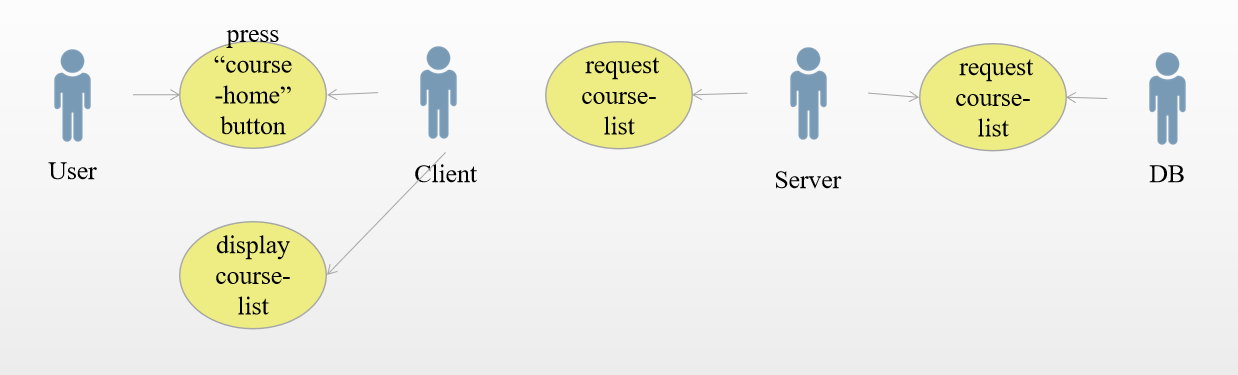 press
“course
-home”
button
request
course-
list
request
course-
list
User
Client
Server
DB
display
course-
list